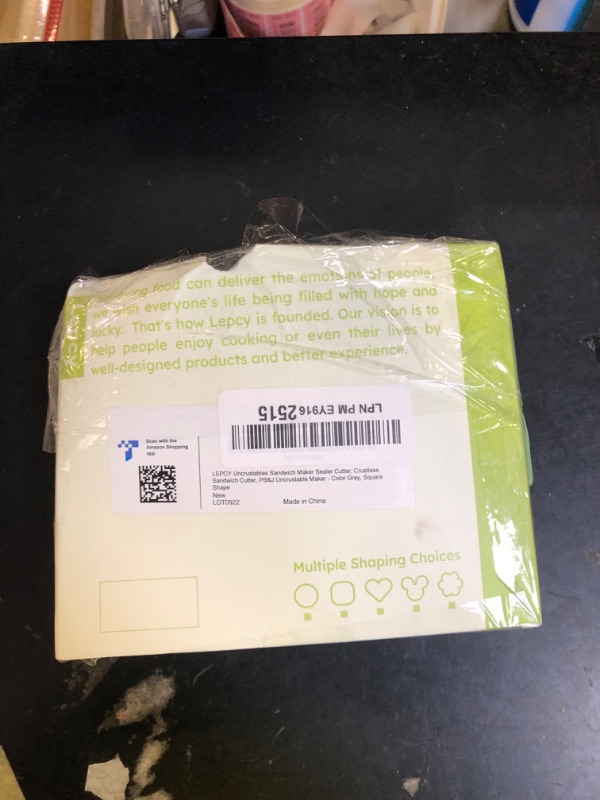 food can deliver the emotions of people,
everyone's life being filled with hope and
lucky. That's how Lepcy is founded. Our vision is to
help people enjoy cooking or even their lives by
well-designed products and better experience.
LPN PM EY9162515
Scan with the
Amazon Shopping
app
LEPCY Uncrustables Sandwich Maker Sealer Cutter, Crustless
Sandwich Cutter, PB&J Uncrustable Maker - Color Grey, Square
Shape
New
LOT0922
Made in China
Multiple Shaping Choices